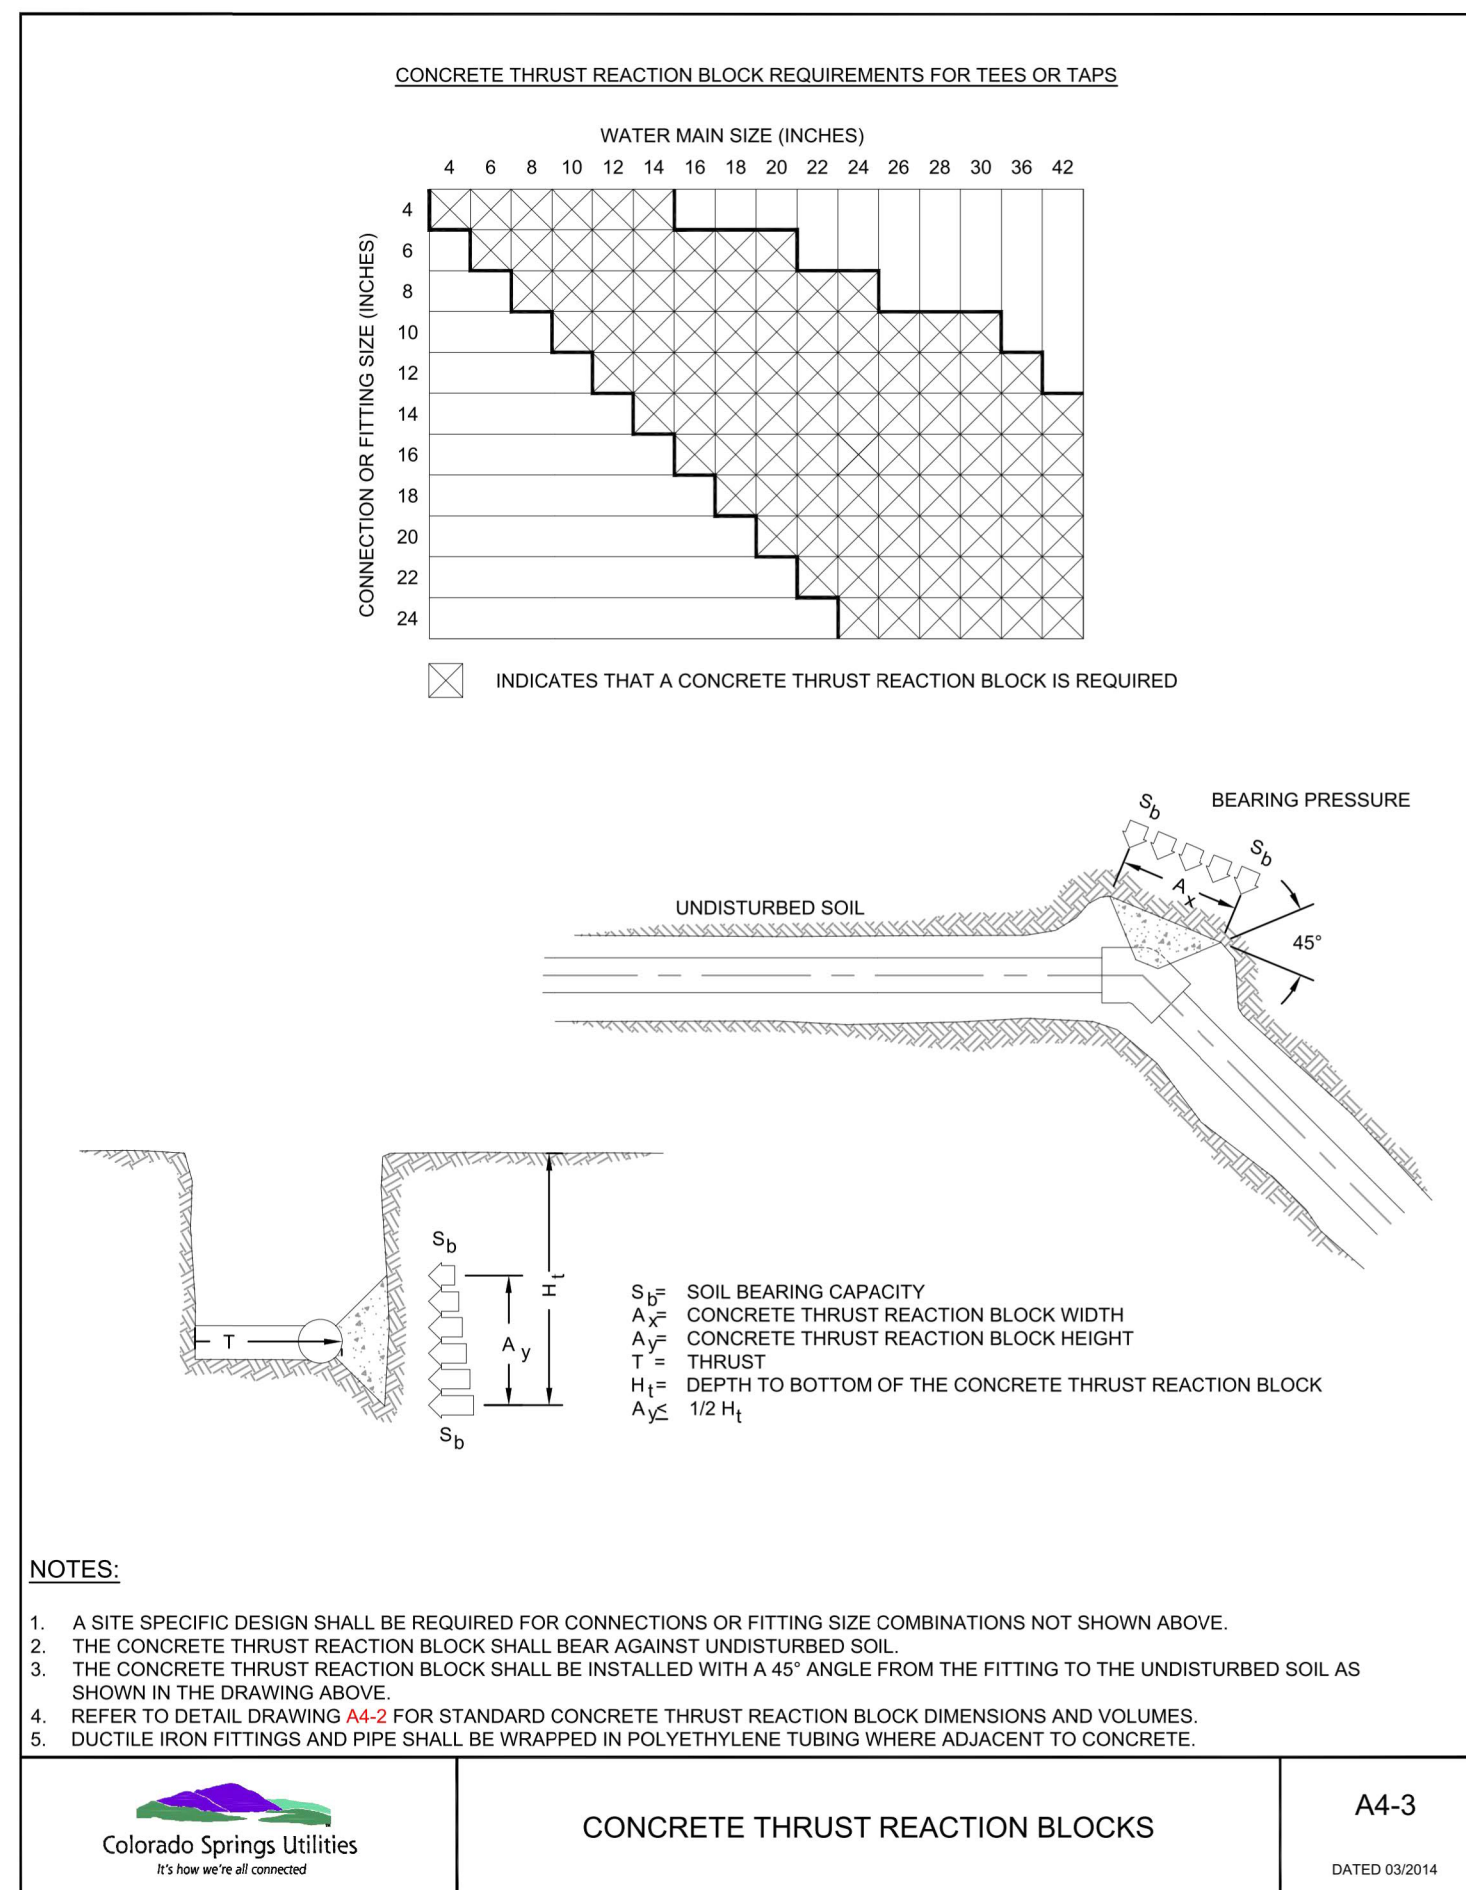 CONCRETE THRUST REACTION BLOCK REQUIREMENTS FOR TEES OR TAPS
WATER MAIN SIZE (INCHES)
4 6 8 10 12 14 16 18 20 22 24 26 28 30 36 42
CONNECTION OR FITTING SIZE (INCHES)
4
6
8
10
12
14
16
18
20
22
24
INDICATES THAT A CONCRETE THRUST REACTION BLOCK IS REQUIRED
Sb
BEARING PRESSURE
Sb
Ax
UNDISTURBED SOIL
45°
Sb
Ht
T
Ay
Sb
Sb= SOIL BEARING CAPACITY
Ax= CONCRETE THRUST REACTION BLOCK WIDTH
Ay= CONCRETE THRUST REACTION BLOCK HEIGHT
T = THRUST
Ht= DEPTH TO BOTTOM OF THE CONCRETE THRUST REACTION BLOCK
Ay≤ 1/2 Ht
NOTES:
1. A SITE SPECIFIC DESIGN SHALL BE REQUIRED FOR CONNECTIONS OR FITTING SIZE COMBINATIONS NOT SHOWN ABOVE.
2. THE CONCRETE THRUST REACTION BLOCK SHALL BEAR AGAINST UNDISTURBED SOIL.
3. THE CONCRETE THRUST REACTION BLOCK SHALL BE INSTALLED WITH A 45° ANGLE FROM THE FITTING TO THE UNDISTURBED SOIL AS
SHOWN IN THE DRAWING ABOVE.
4. REFER TO DETAIL DRAWING A4-2 FOR STANDARD CONCRETE THRUST REACTION BLOCK DIMENSIONS AND VOLUMES.
5. DUCTILE IRON FITTINGS AND PIPE SHALL BE WRAPPED IN POLYETHYLENE TUBING WHERE ADJACENT TO CONCRETE.
Colorado Springs Utilities
It's how we're all connected
CONCRETE THRUST REACTION BLOCKS
A4-3
DATED 03/2014